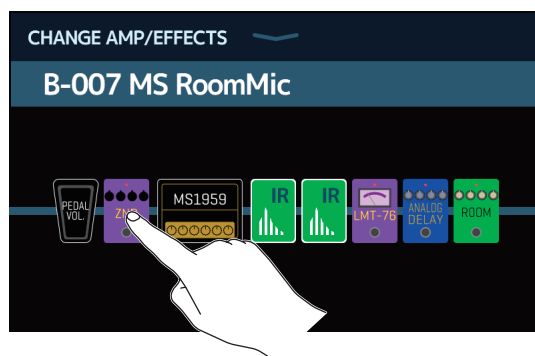 CHANGE AMP/EFFECTS
B-007 MS RoomMic
PEDAL
VOL.
MS1959
IR
IR
LMT-76
ANALOG
DELAY
ROOM